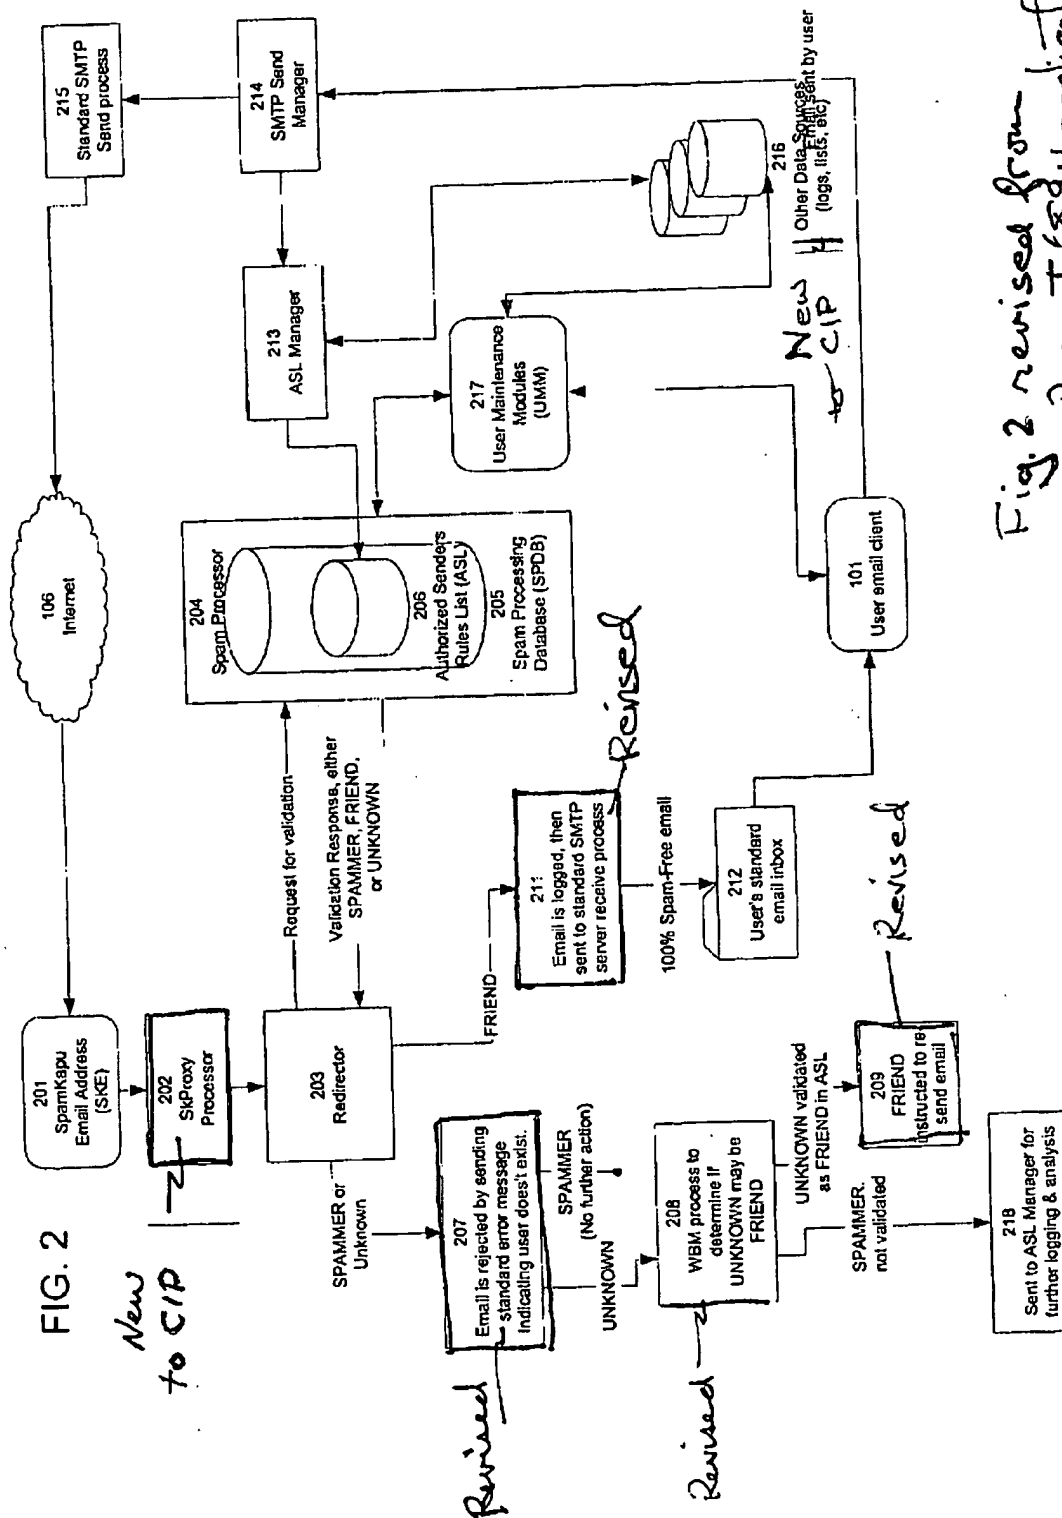 FIG. 2
New
to CIP
201
SpamKapu
Email Address
(SKE)
202
SkProxy
Processor
203
Redirector
106
Internet
215
Standard SMTP
Send process
214
SMTP Send
Manager
213
ASL Manager
204
Spam Processor
206
Authorized Senders
Rules List (ASL)
205
Spam Processing
Database (SPDB)
217
User Maintenance
Modules
(UMM)
216
Other Data Sources
(logs, lists, etc)
Email sent by user
New
to CIP
Request for validation
Validation Response, either
SPAMMER, FRIEND,
or UNKNOWN
SPAMMER or
Unknown
FRIEND
207
Email is rejected by sending
standard error message
Indicating user does't exist.
Revised
SPAMMER
(No further action)
UNKNOWN
211
Email is logged, then
sent to standard SMTP
server receive process
Revised
100% Spam-Free email
212
User's standard
email inbox
101
User email client
208
WBM process to
determine if
UNKNOWN may be
FRIEND
Revised
UNKNOWN validated
as FRIEND in ASL
209
FRIEND
instructed to re
send email
Revised
SPAMMER.
not validated
218
Sent to ASL Manager for
further logging & analysis
Fig. 2 revised from